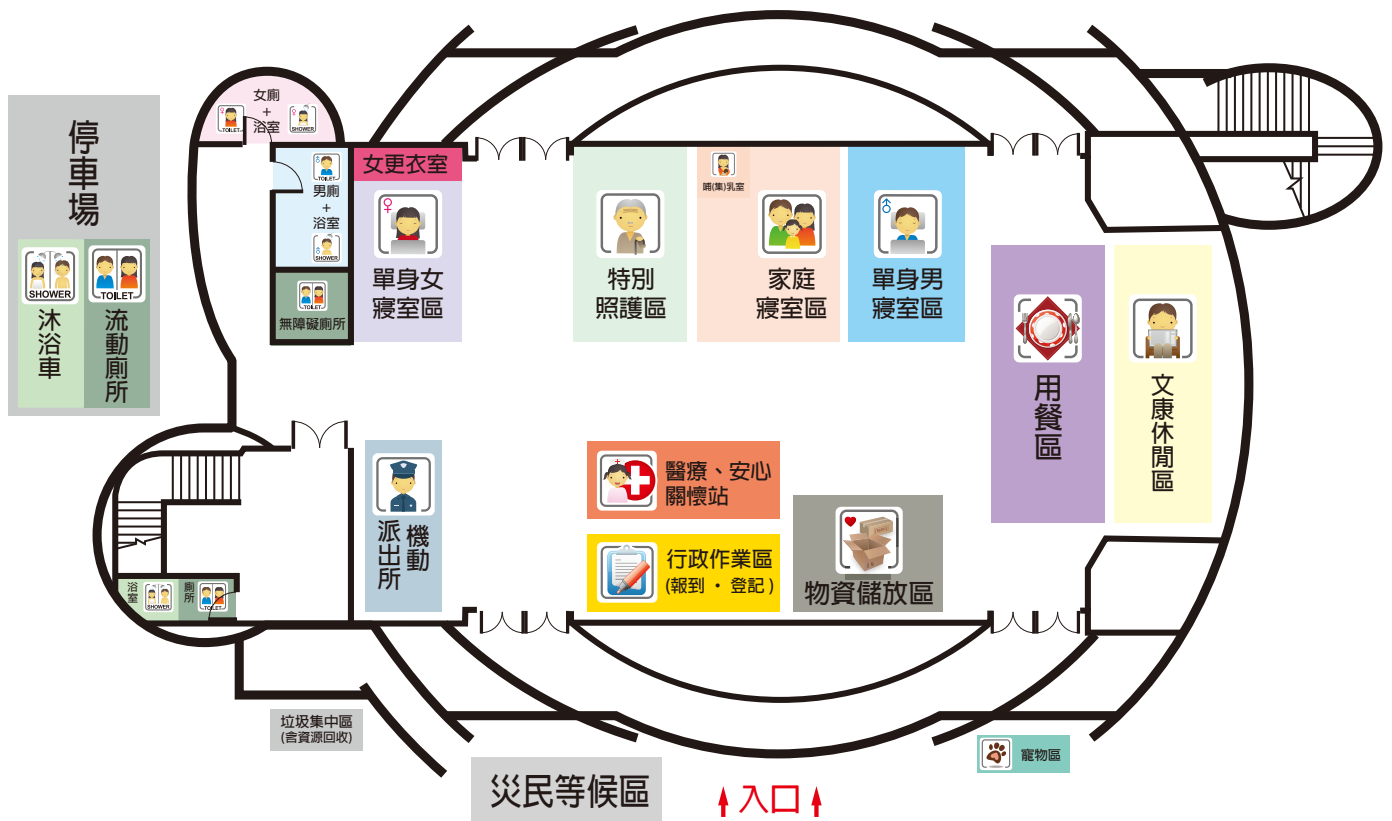 女廁
+
浴室
TOILET
SHOWER
停車場
SHOWER
沐浴車
TOILET
流動廁所
TOILET
男廁
+
浴室
SHOWER
TOILET
無障礙廁所
女更衣室
單身女
寢室區
特別
照護區
哺(集)乳室
家庭
寢室區
單身男
寢室區
用餐區
文康休閒區
機動
派出所
醫療、安心
關懷站
行政作業區
(報到 ・ 登記)
物資儲放區
浴室
SHOWER
廁所
TOILET
垃圾集中區
(含資源回收)
災民等候區
入口
寵物區